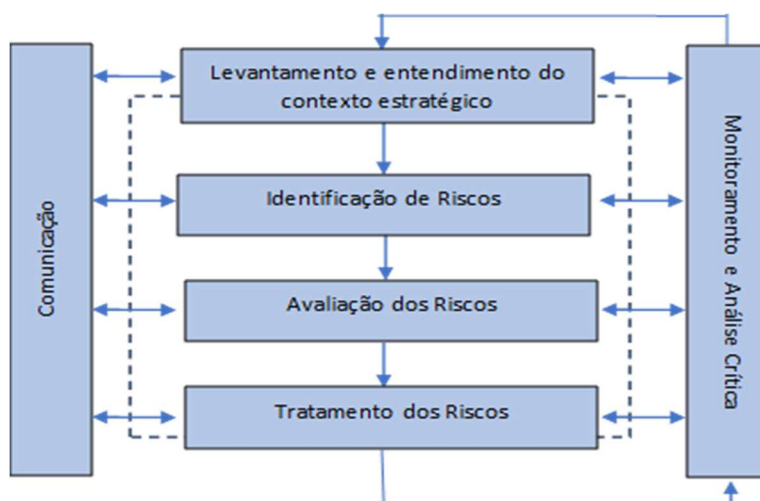 Comunicação
Levantamento e entendimento do
contexto estratégico
Identificação de Riscos
Avaliação dos Riscos
Tratamento dos Riscos
Monitoramento e Análise Crítica